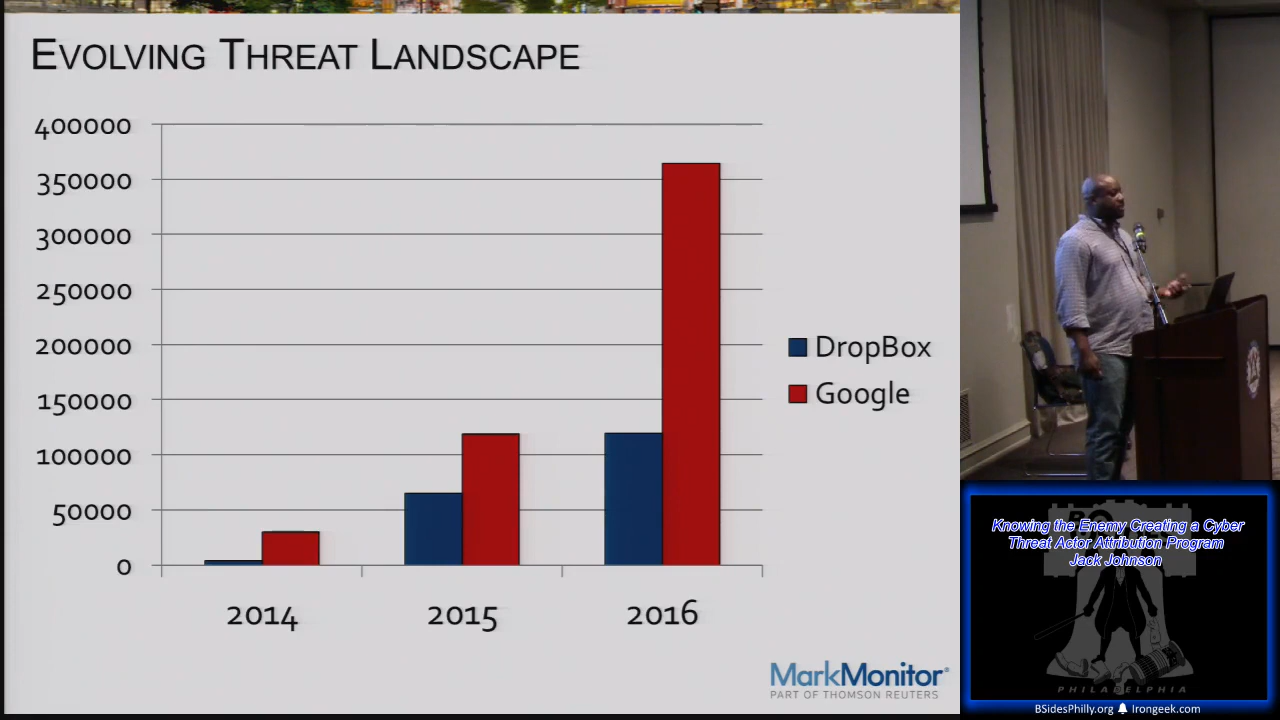 EVOLVING THREAT LANDSCAPE
400000
350000
300000
250000
200000
150000
100000
50000
0
2014
2015
2016
DropBox
Google
MarkMonitor
PART OF THOMSON REUTERS
Knowing the Enemy Creating a Cyber
Threat Actor Attribution Program
Jack Johnson
PHILADELPHIA
BSidesPhilly.org Irongeek.com